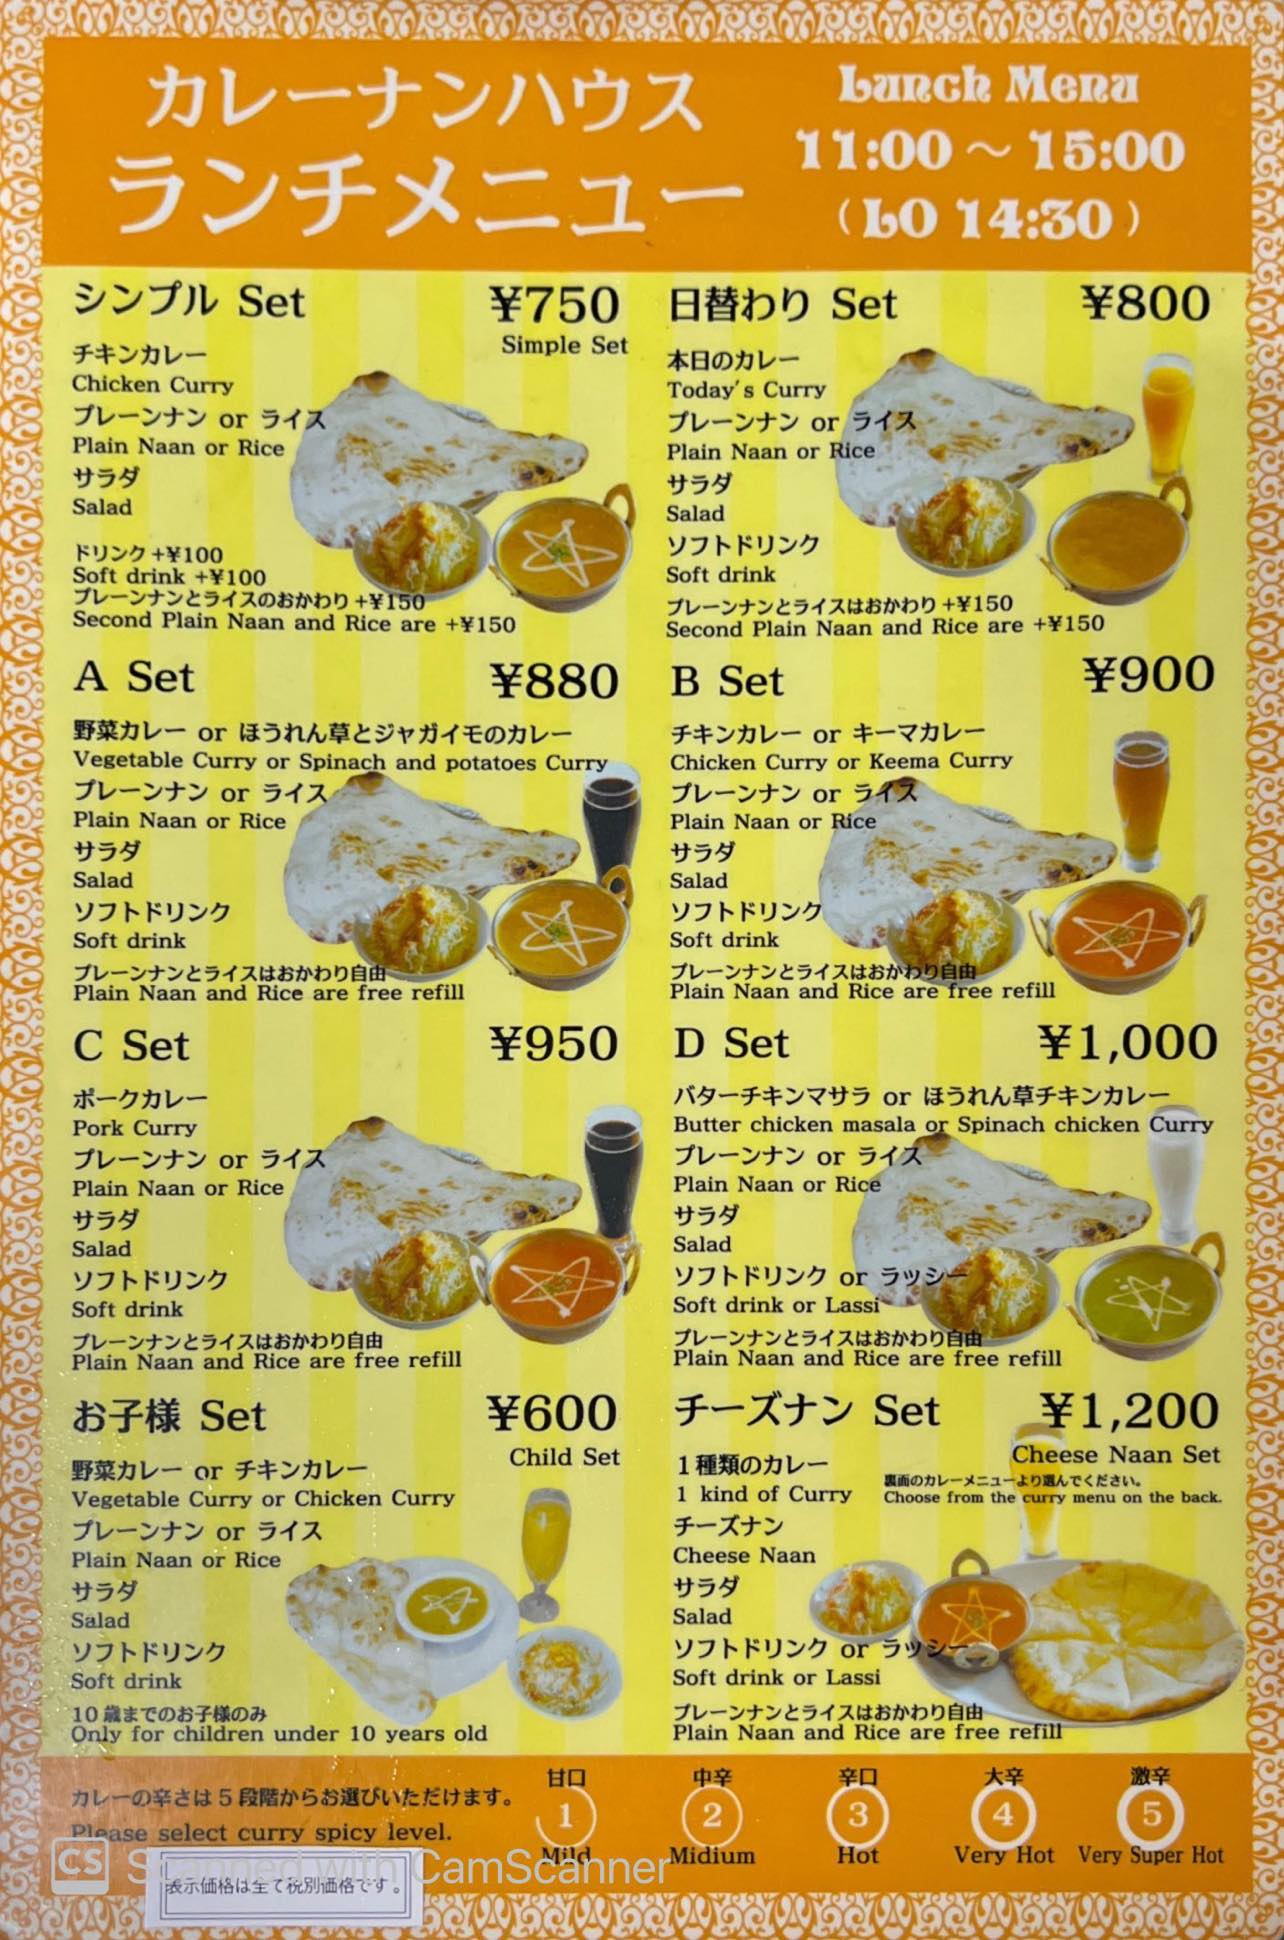 カレーナンハウス
ランチメニュー
Lunch Menu
11:00 ～ 15:00
(LO 14:30)
シンプル Set ¥750
Simple Set
チキンカレー
Chicken Curry
プレーンナン or ライス
Plain Naan or Rice
サラダ
Salad
ドリンク +¥100
Soft drink +¥100
プレーンナンとライスのおかわり +¥150
Second Plain Naan and Rice are +¥150
日替わり Set ¥800
本日のカレー
Today's Curry
プレーンナン or ライス
Plain Naan or Rice
サラダ
Salad
ソフトドリンク
Soft drink
プレーンナンとライスはおかわり +¥150
Second Plain Naan and Rice are +¥150
A Set ¥880
野菜カレー or ほうれん草とジャガイモのカレー
Vegetable Curry or Spinach and potatoes Curry
プレーンナン or ライス
Plain Naan or Rice
サラダ
Salad
ソフトドリンク
Soft drink
プレーンナンとライスはおかわり自由
Plain Naan and Rice are free refill
B Set ¥900
チキンカレー or キーマカレー
Chicken Curry or Keema Curry
プレーンナン or ライス
Plain Naan or Rice
サラダ
Salad
ソフトドリンク
Soft drink
プレーンナンとライスはおかわり自由
Plain Naan and Rice are free refill
C Set ¥950
ポークカレー
Pork Curry
プレーンナン or ライス
Plain Naan or Rice
サラダ
Salad
ソフトドリンク
Soft drink
プレーンナンとライスはおかわり自由
Plain Naan and Rice are free refill
D Set ¥1,000
バターチキンマサラ or ほうれん草チキンカレー
Butter chicken masala or Spinach chicken Curry
プレーンナン or ライス
Plain Naan or Rice
サラダ
Salad
ソフトドリンク or ラッシー
Soft drink or Lassi
プレーンナンとライスはおかわり自由
Plain Naan and Rice are free refill
お子様 Set ¥600
Child Set
野菜カレー or チキンカレー
Vegetable Curry or Chicken Curry
プレーンナン or ライス
Plain Naan or Rice
サラダ
Salad
ソフトドリンク
Soft drink
10歳までのお子様のみ
Only for children under 10 years old
チーズナン Set ¥1,200
Cheese Naan Set
1種類のカレー
裏面のカレーメニューより選んでください。
1 kind of Curry
Choose from the curry menu on the back.
チーズナン
Cheese Naan
サラダ
Salad
ソフトドリンク or ラッシー
Soft drink or Lassi
プレーンナンとライスはおかわり自由
Plain Naan and Rice are free refill
カレーの辛さは5段階からお選びいただけます。
Please select curry spicy level.
甘口 中辛 辛口 大辛 激辛
1 2 3 4 5
Mild Midium Hot Very Hot Very Super Hot
CS Scanned with CamScanner
表示価格は全て税別価格です。